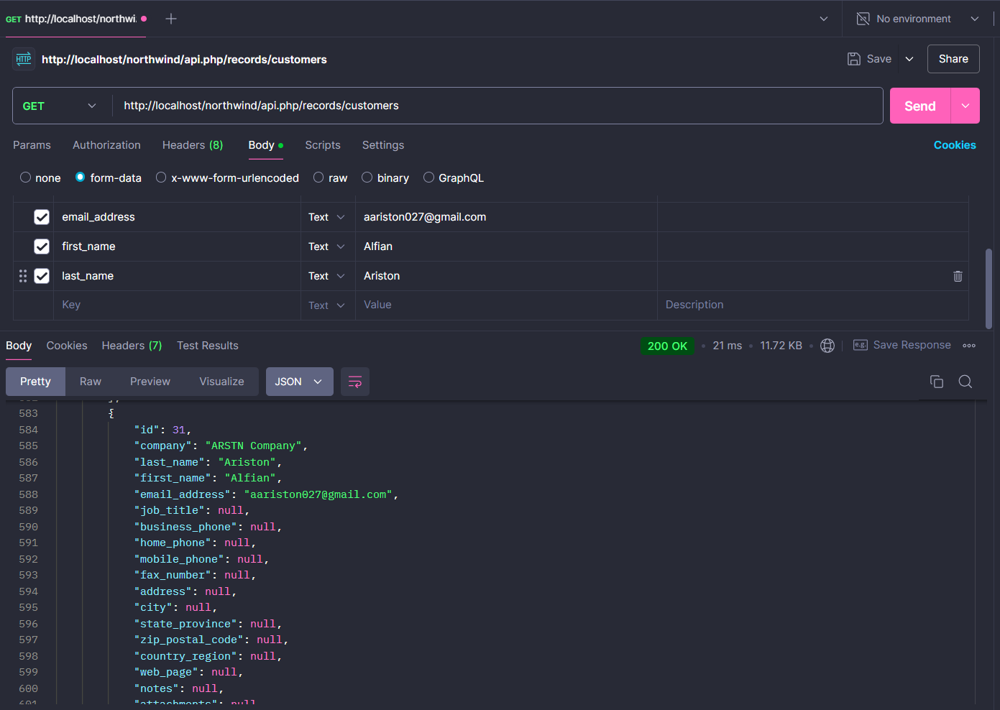 GET http://localhost/northwi.
No environment
HTTP http://localhost/northwind/api.php/records/customers
Save
Share
GET http://localhost/northwind/api.php/records/customers
Send
Params Authorization Headers (8) Body Scripts Settings Cookies
none form-data x-www-form-urlencoded raw binary GraphQL
email_address Text aariston027@gmail.com
first_name Text Alfian
last_name Text Ariston
Key Text Value Description
Body Cookies Headers (7) Test Results 200 OK 21 ms 11.72 KB e.g. Save Response
Pretty Raw Preview Visualize JSON
583 {
584 "id": 31,
585 "company": "ARSTN Company",
586 "last_name": "Ariston",
587 "first_name": "Alfian",
588 "email_address": "aariston027@gmail.com",
589 "job_title": null,
590 "business_phone": null,
591 "home_phone": null,
592 "mobile_phone": null,
593 "fax_number": null,
594 "address": null,
595 "city": null,
596 "state_province": null,
597 "zip_postal_code": null,
598 "country_region": null,
599 "web_page": null,
600 "notes": null,
601 "attachments": null